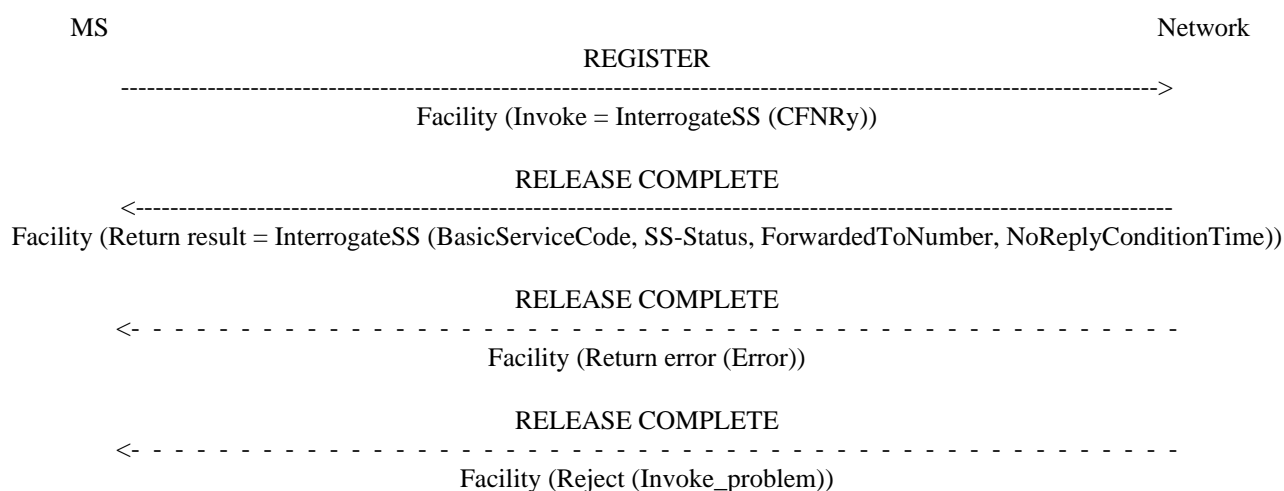 MS Network
REGISTER
------------------------------------------------------------------------------------------------------------------------>
Facility (Invoke = InterrogateSS (CFNRy))
RELEASE COMPLETE
<------------------------------------------------------------------------------------------------------------------------
Facility (Return result = InterrogateSS (BasicServiceCode, SS-Status, ForwardedToNumber, NoReplyConditionTime))
RELEASE COMPLETE
<- - - - - - - - - - - - - - - - - - - - - - - - - - - - - - - - - - - - - - - - -
Facility (Return error (Error))
RELEASE COMPLETE
<- - - - - - - - - - - - - - - - - - - - - - - - - - - - - - - - - - - - - - - - -
Facility (Reject (Invoke_problem))